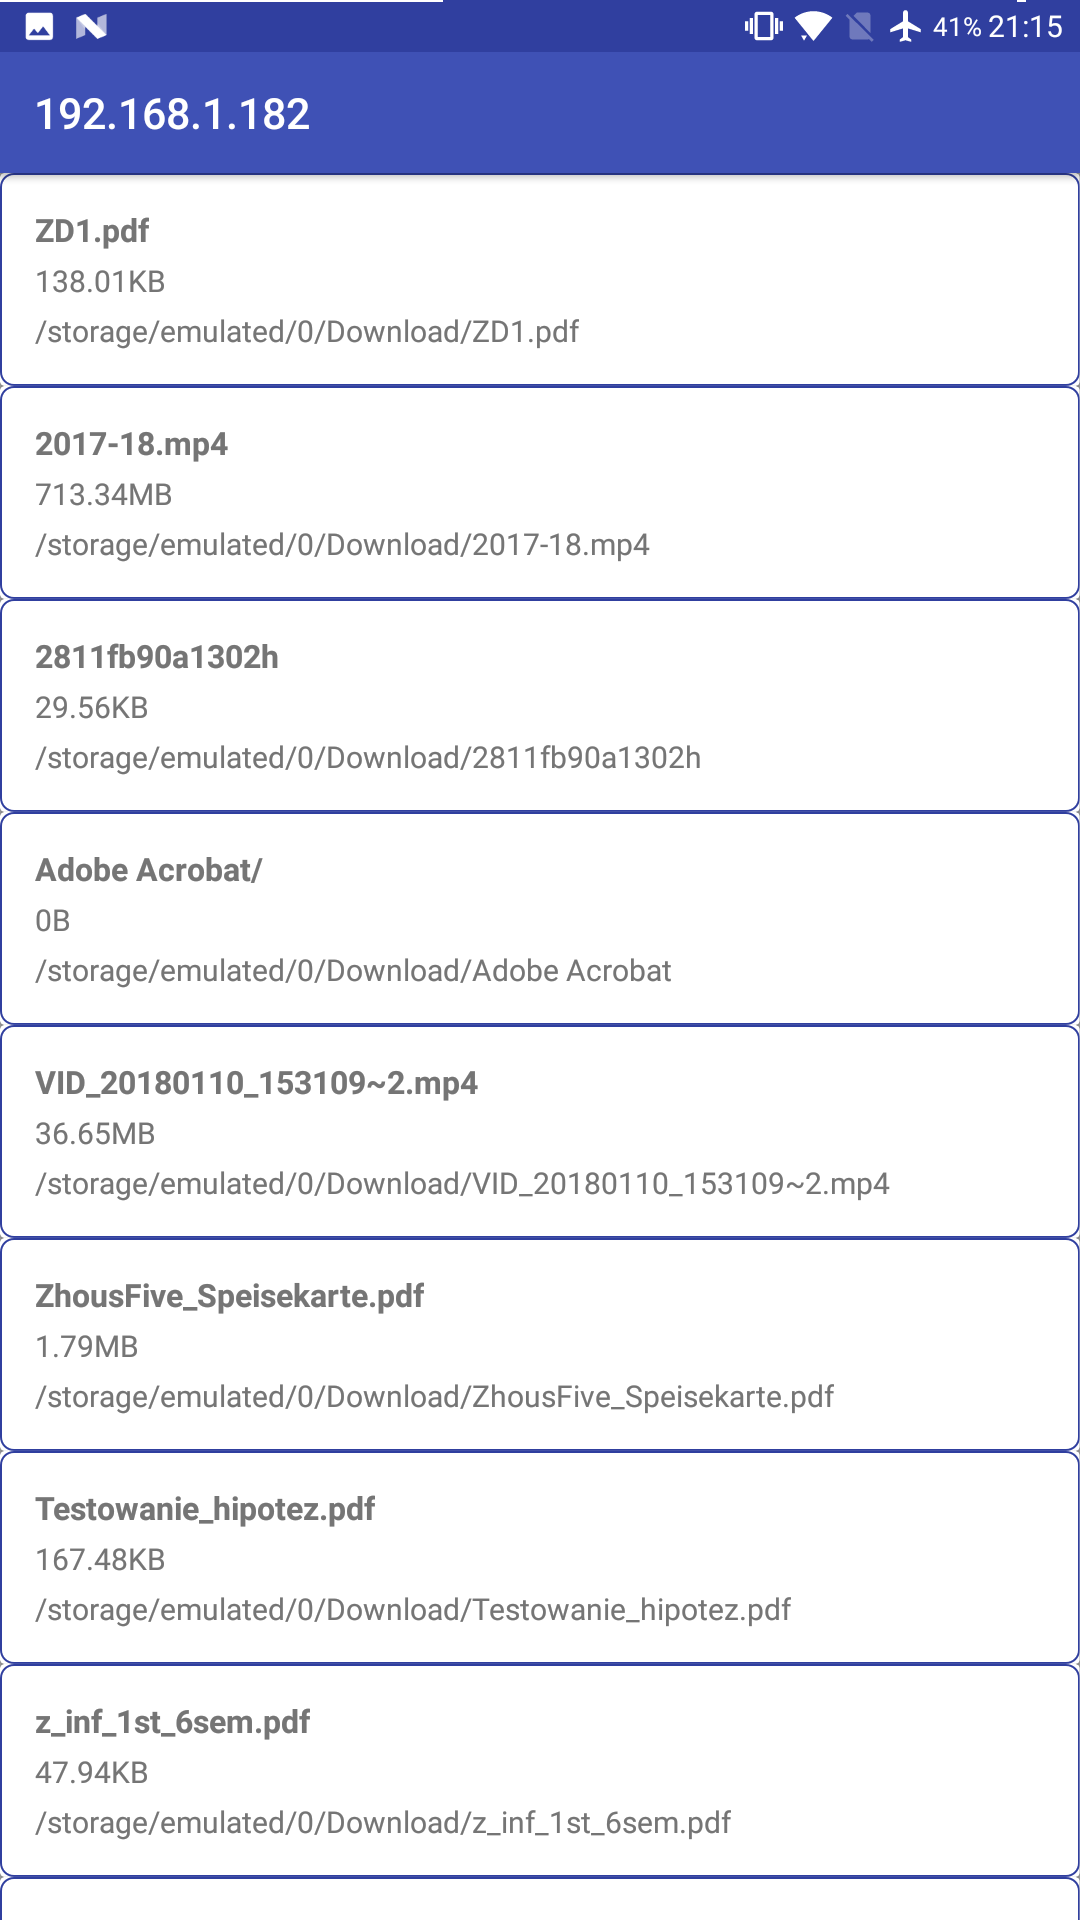 41% 21:15
192.168.1.182
ZD1.pdf
138.01KB
/storage/emulated/0/Download/ZD1.pdf
2017-18.mp4
713.34MB
/storage/emulated/0/Download/2017-18.mp4
2811fb90a1302h
29.56KB
/storage/emulated/0/Download/2811fb90a1302h
Adobe Acrobat/
0B
/storage/emulated/0/Download/Adobe Acrobat
VID_20180110_153109~2.mp4
36.65MB
/storage/emulated/0/Download/VID_20180110_153109~2.mp4
ZhousFive_Speisekarte.pdf
1.79MB
/storage/emulated/0/Download/ZhousFive_Speisekarte.pdf
Testowanie_hipotez.pdf
167.48KB
/storage/emulated/0/Download/Testowanie_hipotez.pdf
z_inf_1st_6sem.pdf
47.94KB
/storage/emulated/0/Download/z_inf_1st_6sem.pdf